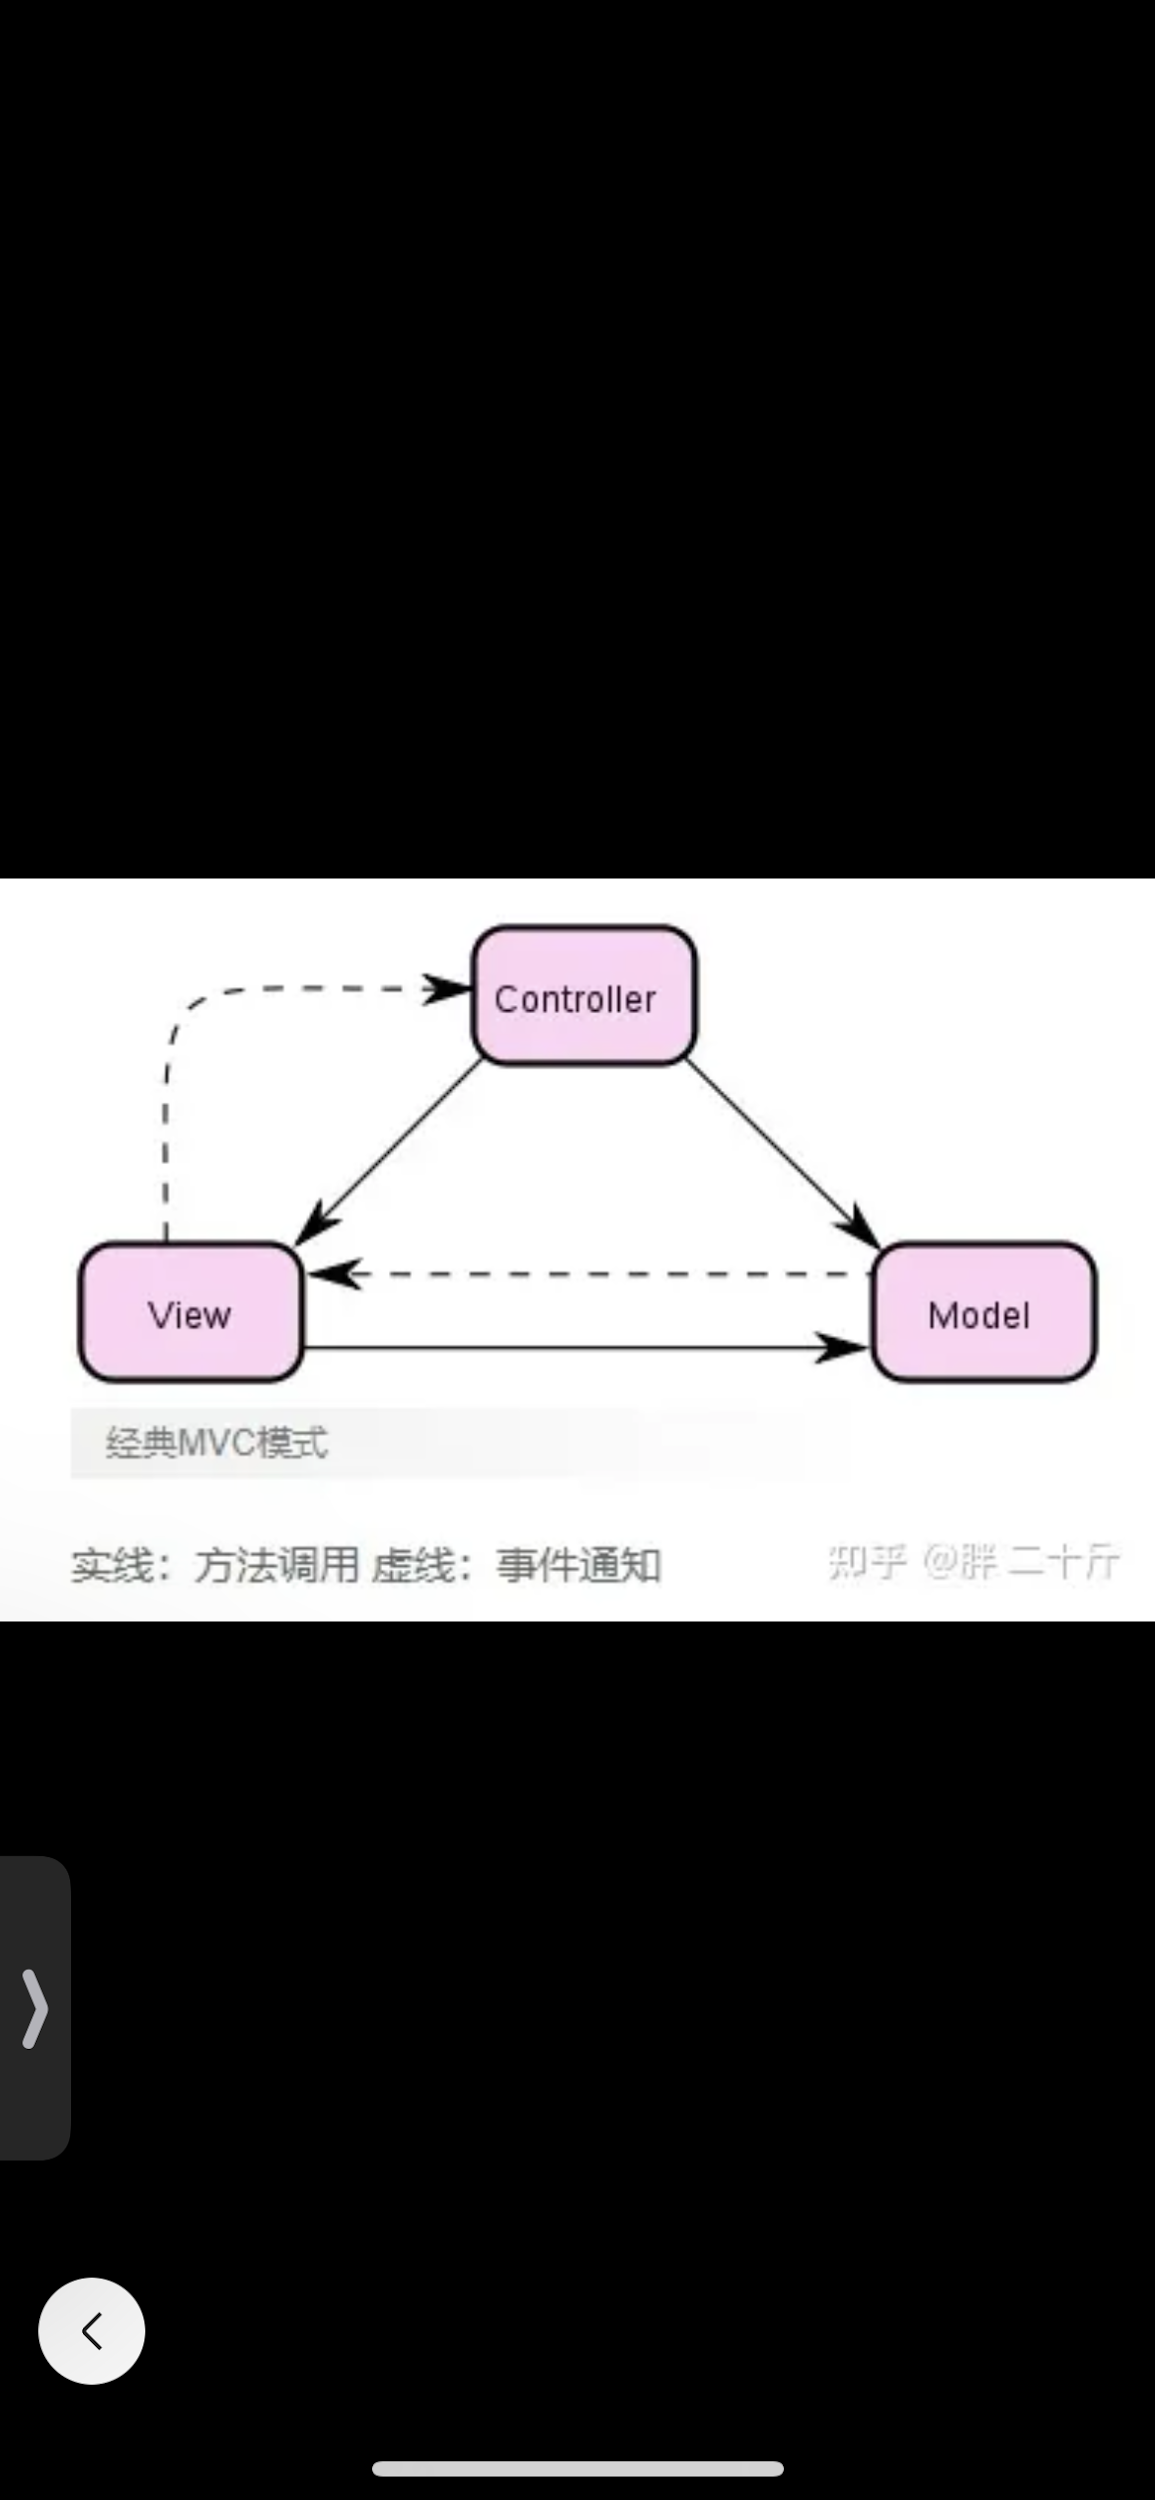 Controller
View
Model
经典MVC模式
实线：方法调用 虚线：事件通知
知乎 @胖二十斤